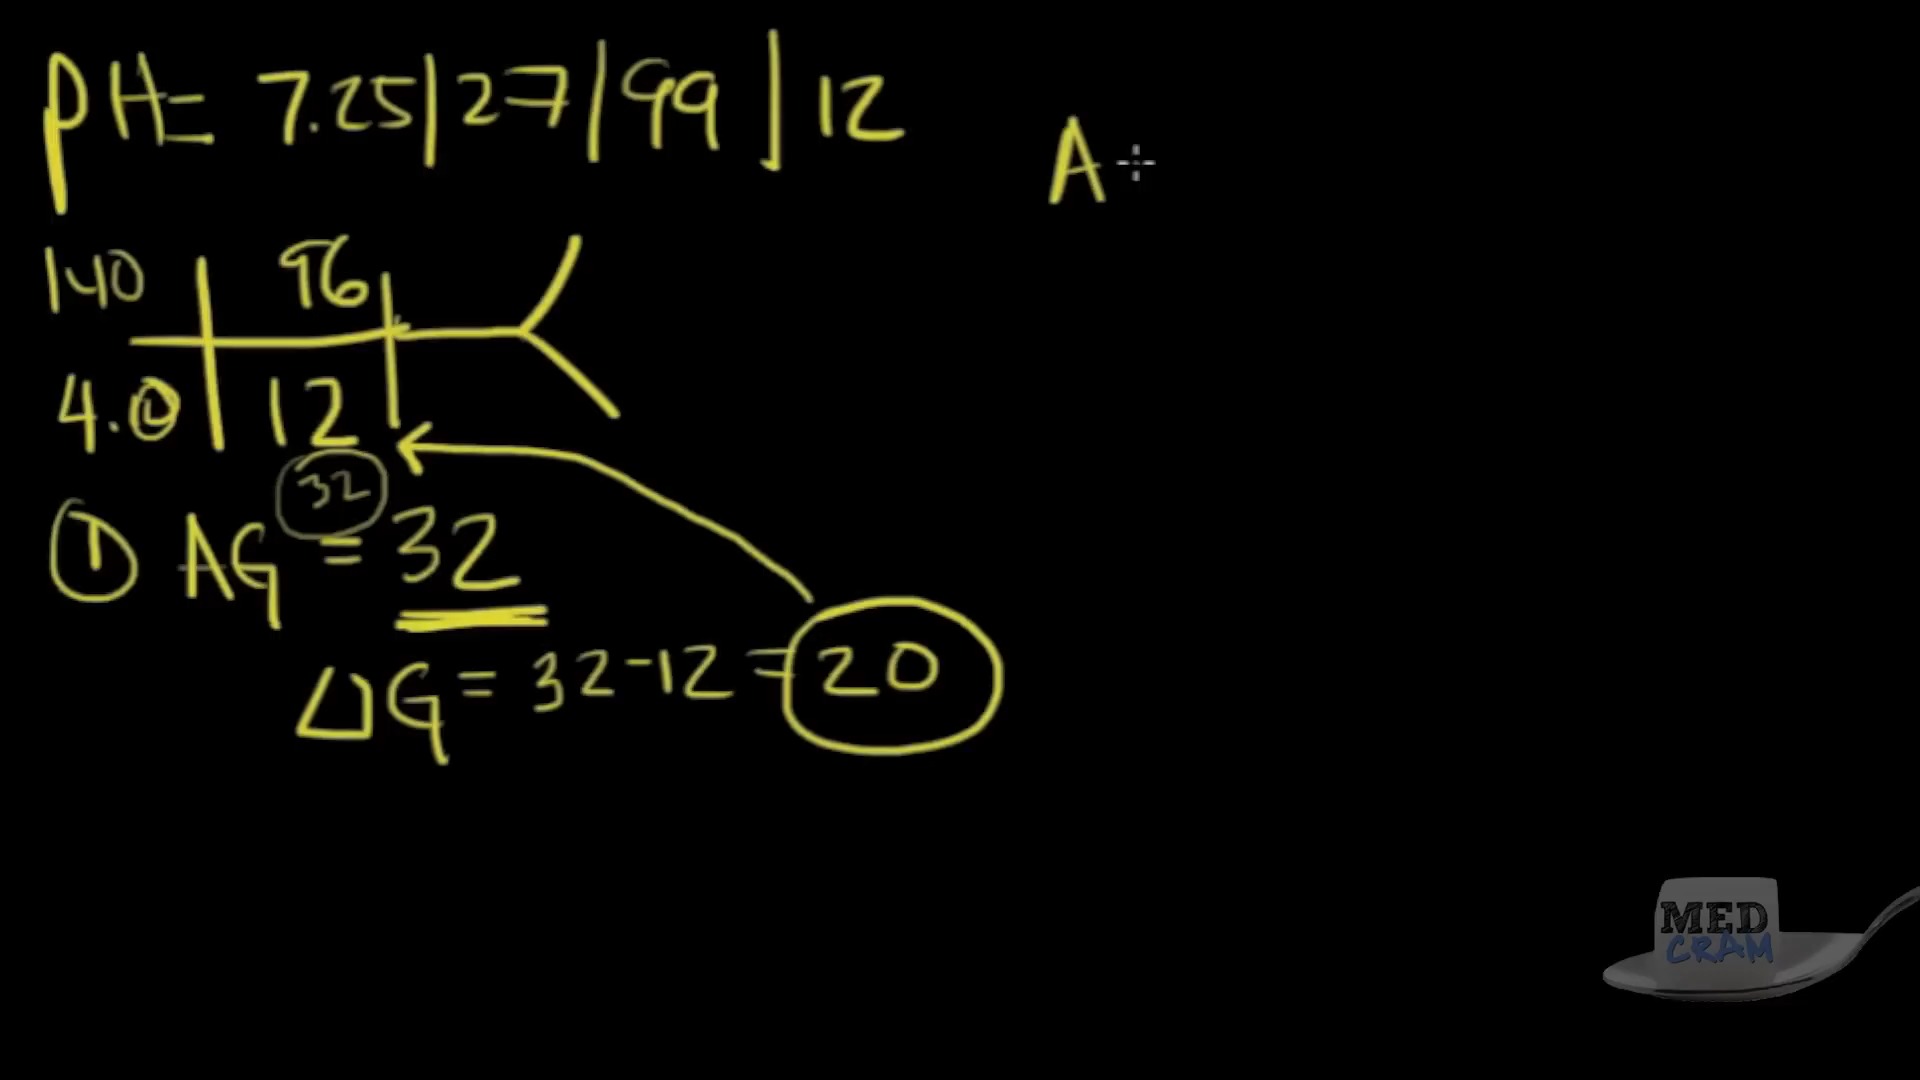 pH= 7.25|27|99|12
A
140 96
4.0 12
32
① AG = 32
ΔG = 32-12 = 20
MED
CRAM